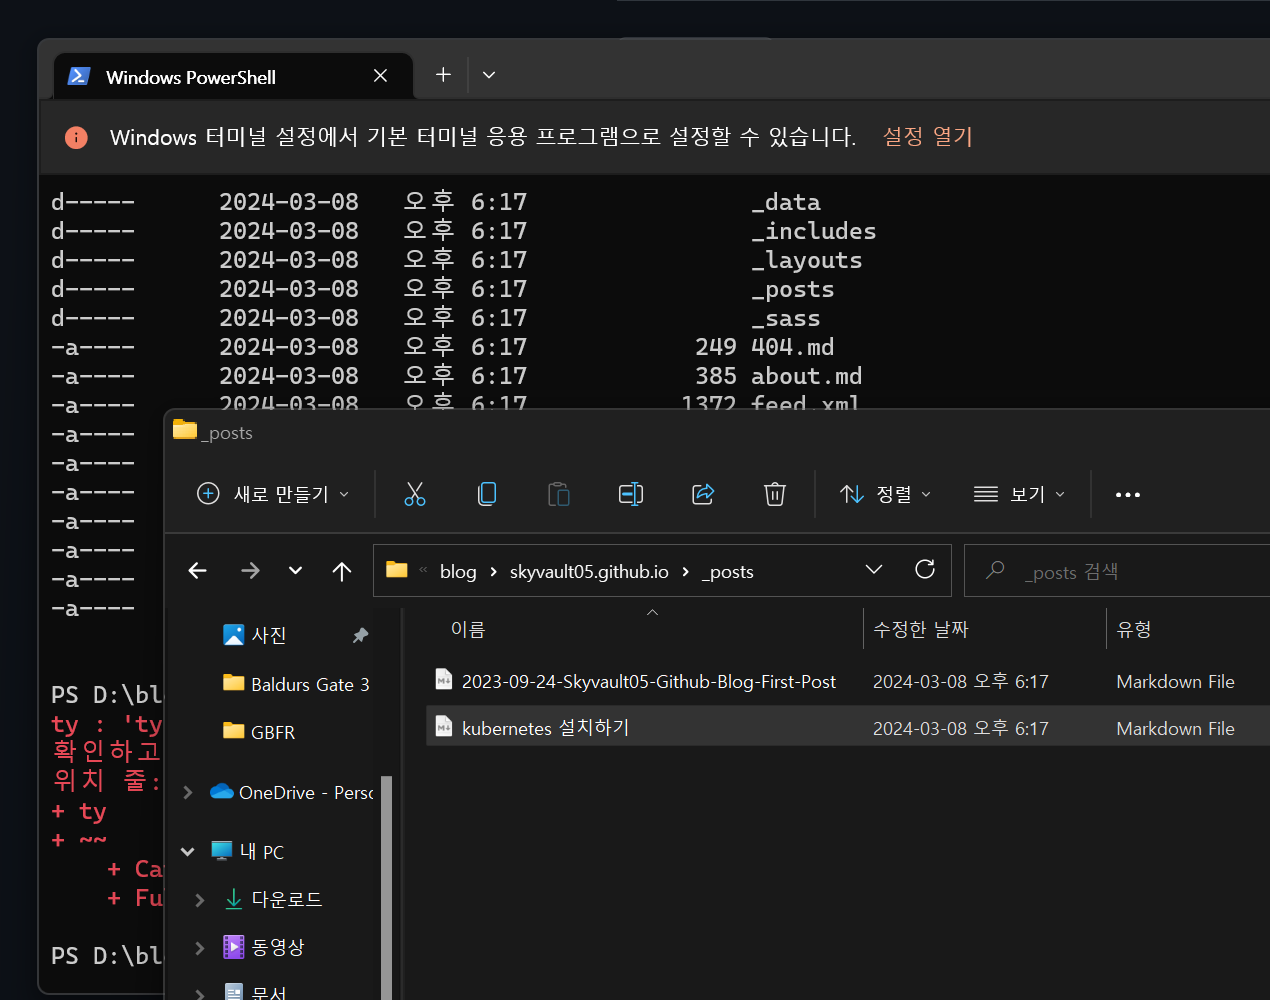 Windows PowerShell
Windows 터미널 설정에서 기본 터미널 응용 프로그램으로 설정할 수 있습니다. 설정 열기
d----- 2024-03-08 오후 6:17 _data
d----- 2024-03-08 오후 6:17 _includes
d----- 2024-03-08 오후 6:17 _layouts
d----- 2024-03-08 오후 6:17 _posts
d----- 2024-03-08 오후 6:17 _sass
-a---- 2024-03-08 오후 6:17 249 404.md
-a---- 2024-03-08 오후 6:17 385 about.md
-a---- 2024-03-08 오후 6:17 1372 feed.xml
-a----
-a----
-a----
-a----
-a----
-a----
-a----
PS D:\bl
ty : 'ty
확인하고
위치 줄:
+ ty
+ ~~
+ Ca
+ Fu
PS D:\bl
_posts
새로 만들기
정렬
보기
blog > skyvault05.github.io > _posts
_posts 검색
사진
Baldurs Gate 3
GBFR
OneDrive - Perso
내 PC
다운로드
동영상
문서
이름 수정한 날짜 유형
2023-09-24-Skyvault05-Github-Blog-First-Post 2024-03-08 오후 6:17 Markdown File
kubernetes 설치하기 2024-03-08 오후 6:17 Markdown File